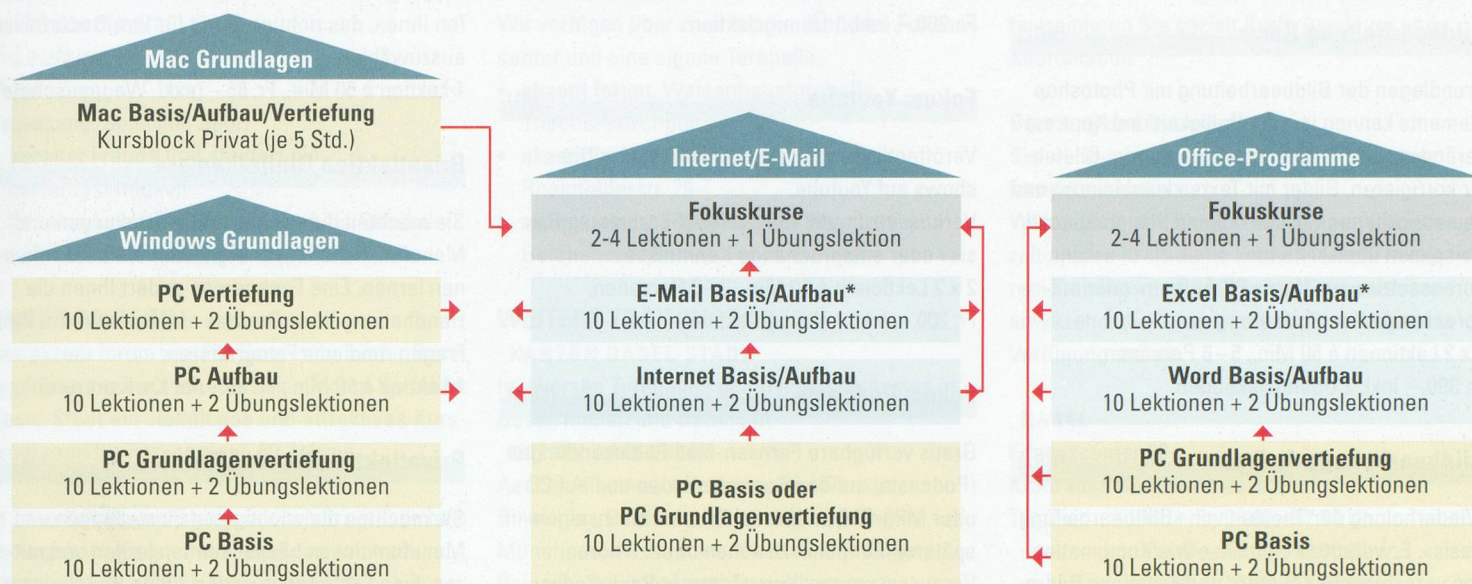 Mac Grundlagen
Mac Basis/Aufbau/Vertiefung
Kursblock Privat (je 5 Std.)
Windows Grundlagen
PC Vertiefung
10 Lektionen + 2 Übungslektionen
PC Aufbau
10 Lektionen + 2 Übungslektionen
PC Grundlagenvertiefung
10 Lektionen + 2 Übungslektionen
PC Basis
10 Lektionen + 2 Übungslektionen
Internet/E-Mail
Fokuskurse
2-4 Lektionen + 1 Übungslektion
E-Mail Basis/Aufbau*
10 Lektionen + 2 Übungslektionen
Internet Basis/Aufbau
10 Lektionen + 2 Übungslektionen
PC Basis oder
PC Grundlagenvertiefung
10 Lektionen + 2 Übungslektionen
Office-Programme
Fokuskurse
2-4 Lektionen + 1 Übungslektion
Excel Basis/Aufbau*
10 Lektionen + 2 Übungslektionen
Word Basis/Aufbau
10 Lektionen + 2 Übungslektionen
PC Grundlagenvertiefung
10 Lektionen + 2 Übungslektionen
PC Basis
10 Lektionen + 2 Übungslektionen